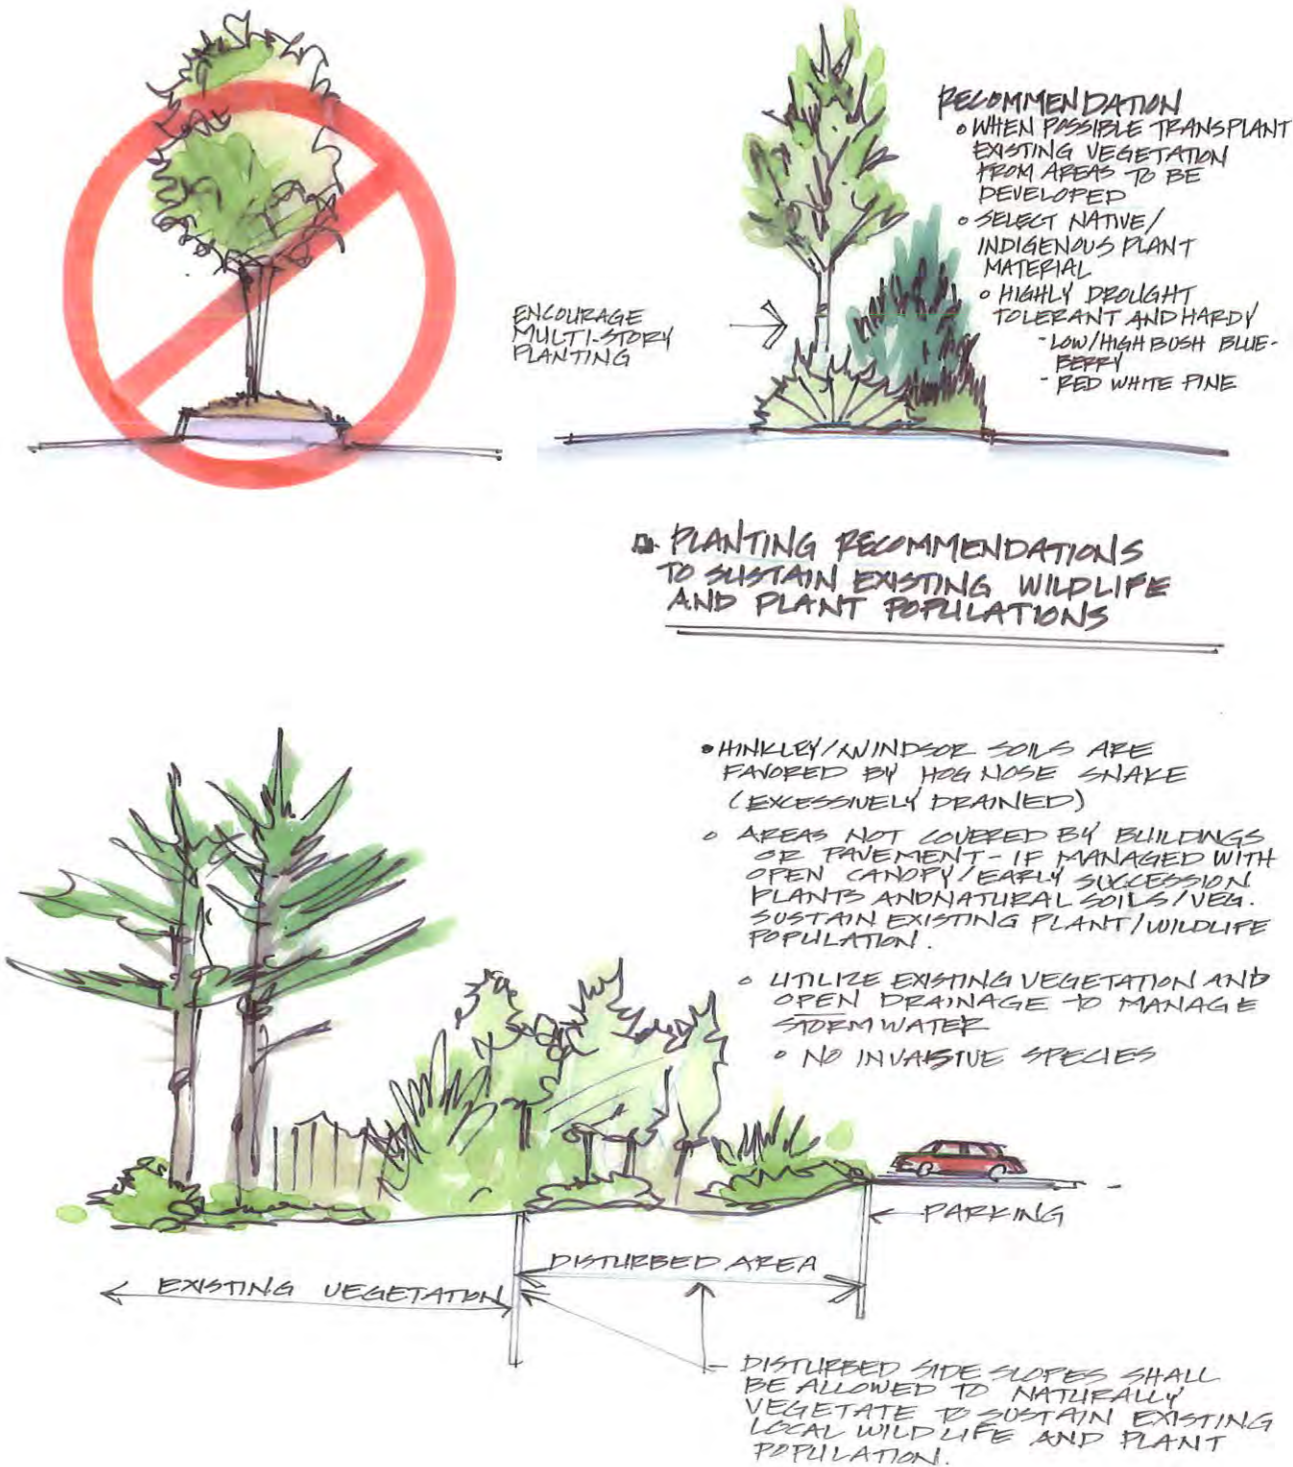 RECOMMENDATION
• WHEN POSSIBLE TRANSPLANT
EXISTING VEGETATION
FROM AREAS TO BE
DEVELOPED
• SELECT NATIVE/
INDIGENOUS PLANT
MATERIAL
• HIGHLY DROUGHT
TOLERANT AND HARDY
- LOW/HIGH BUSH BLUE-
BERRY
- RED WHITE PINE
ENCOURAGE
MULTI-STORY
PLANTING
PLANTING RECOMMENDATIONS
TO SUSTAIN EXISTING WILDLIFE
AND PLANT POPULATIONS
• HINKLEY/WINDSOR SOILS ARE
FAVORED BY HOG NOSE SNAKE
(EXCESSIVELY DRAINED)
• AREAS NOT COVERED BY BUILDINGS
OR PAVEMENT - IF MANAGED WITH
OPEN CANOPY/EARLY SUCCESSION
PLANTS AND NATURAL SOILS/VEG.
SUSTAIN EXISTING PLANT/WILDLIFE
POPULATION.
• UTILIZE EXISTING VEGETATION AND
OPEN DRAINAGE TO MANAGE
STORM WATER
• NO INVASIVE SPECIES
PARKING
DISTURBED AREA
EXISTING VEGETATION
DISTURBED SIDE SLOPES SHALL
BE ALLOWED TO NATURALLY
VEGETATE TO SUSTAIN EXISTING
LOCAL WILDLIFE AND PLANT
POPULATION.